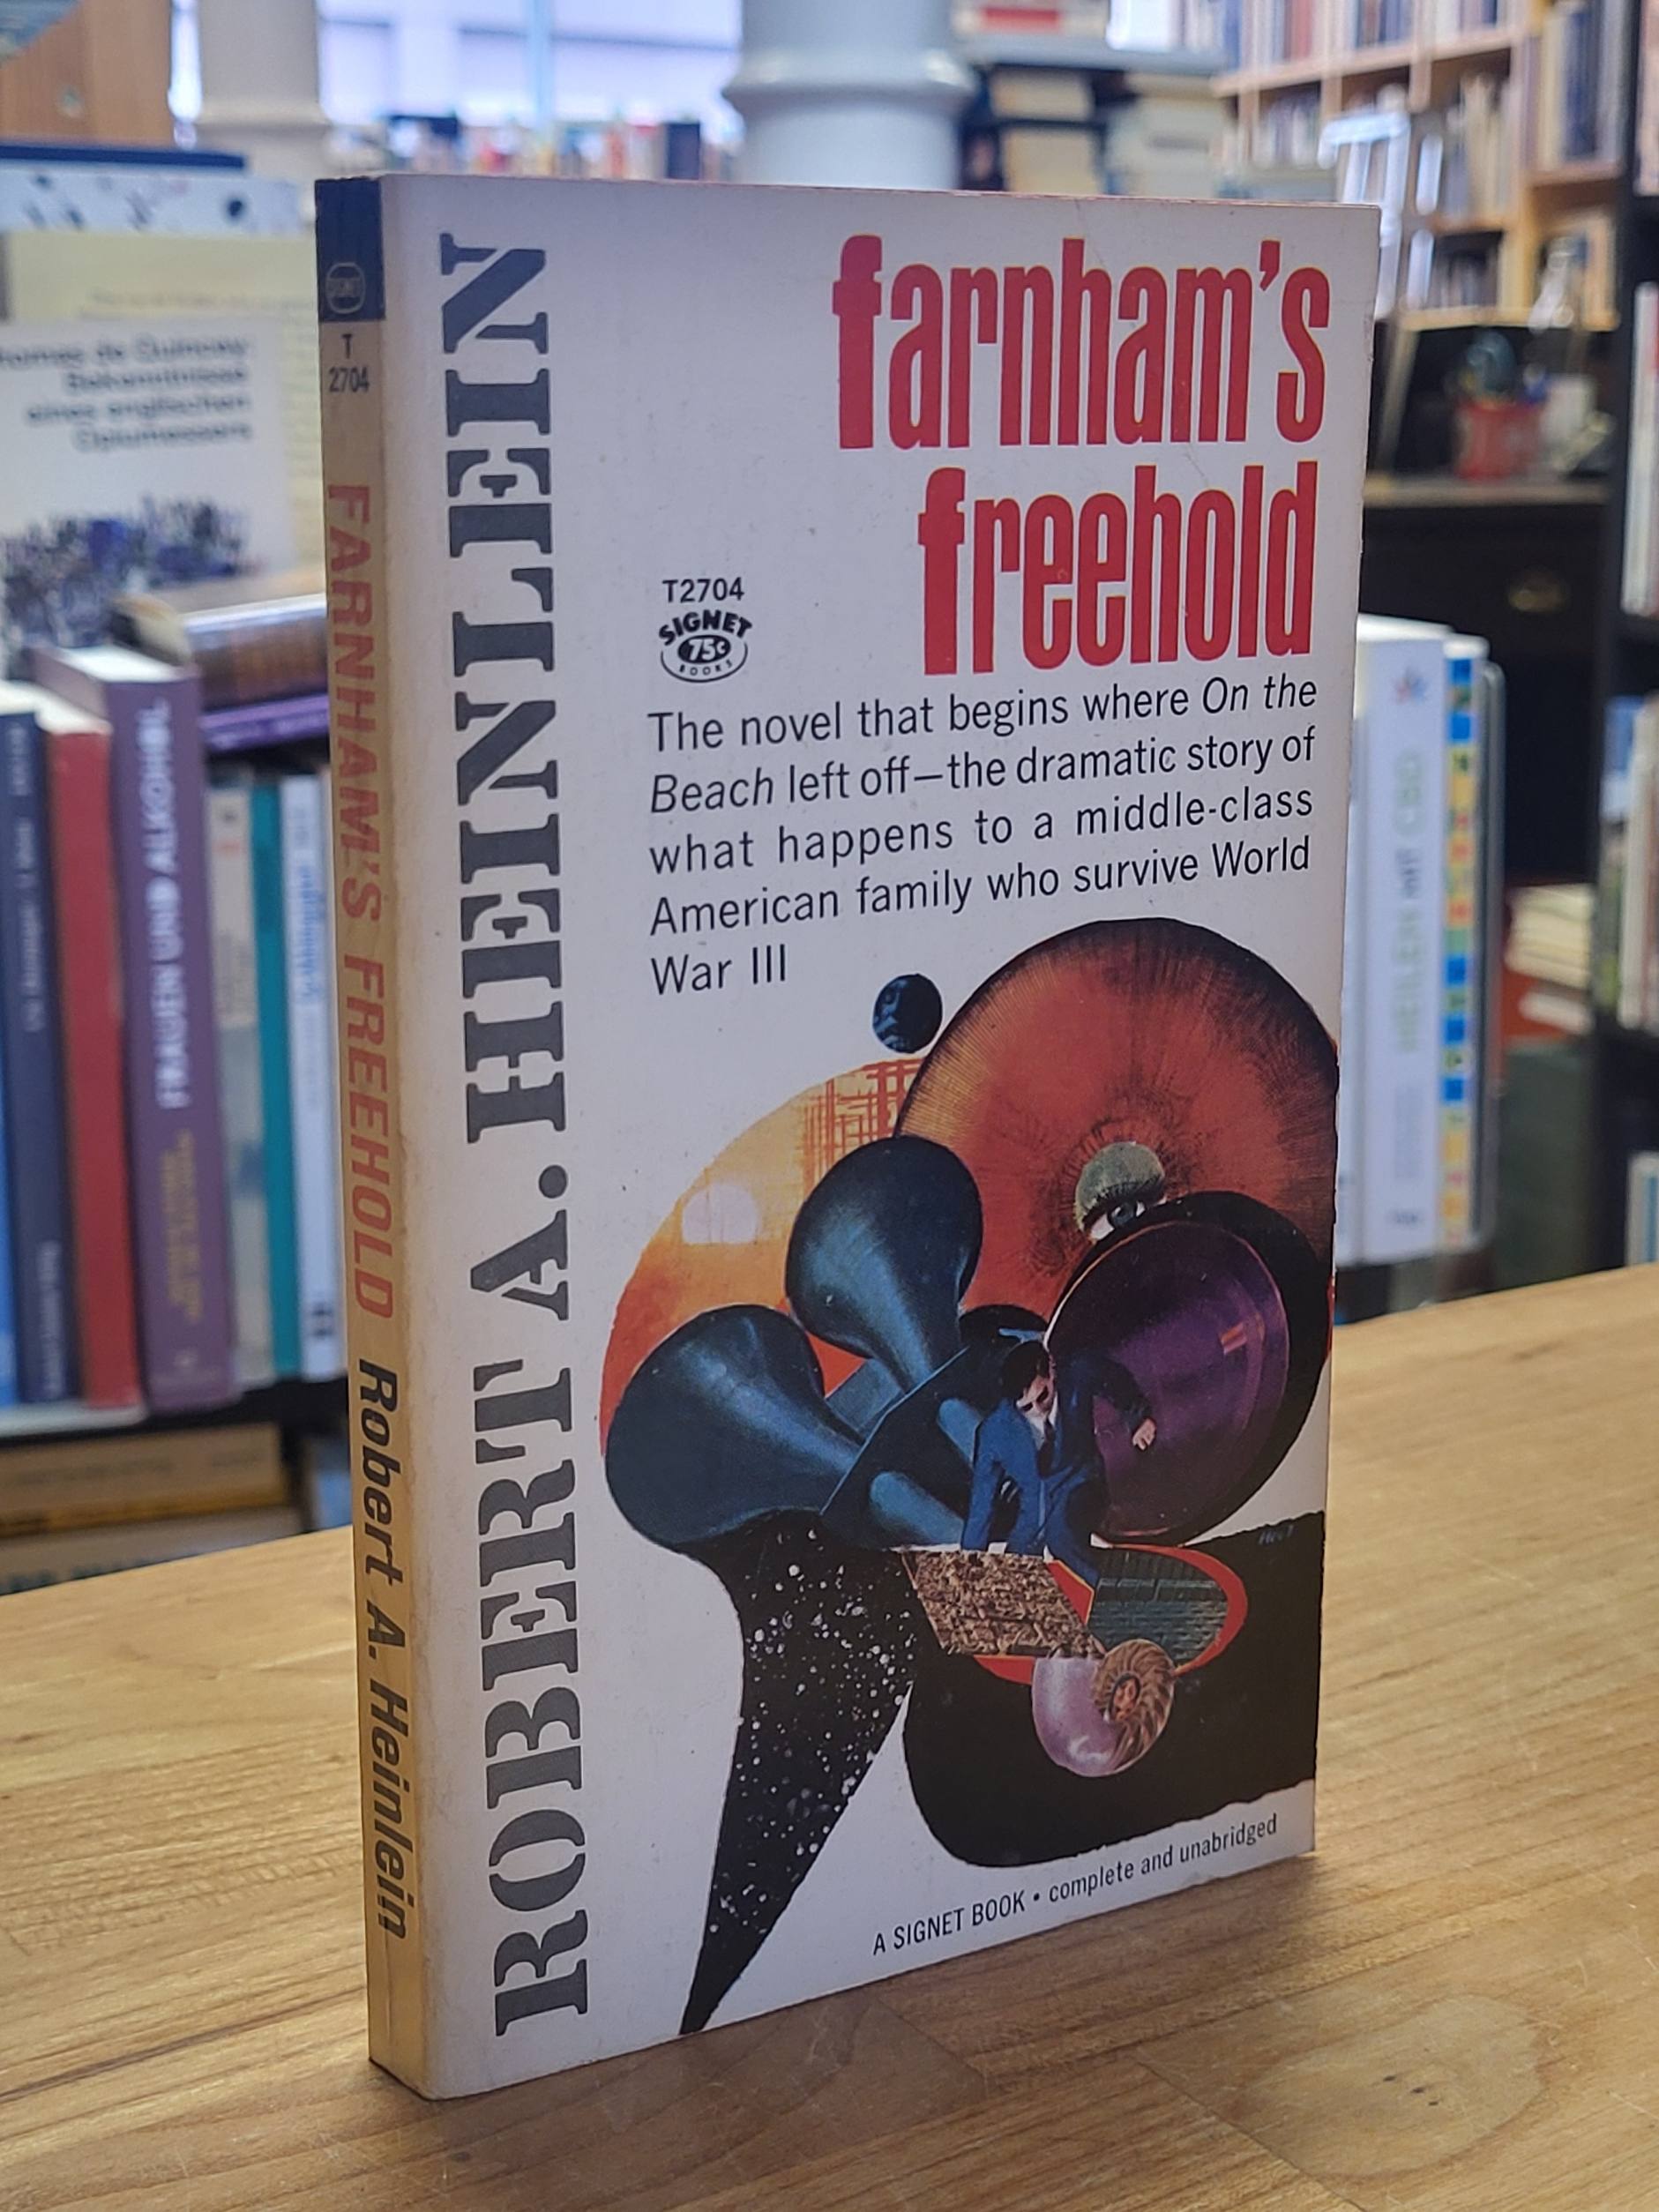 farnham's
freehold
T2704
SIGNET
75¢
BOOKS
The novel that begins where On the
Beach left off—the dramatic story of
what happens to a middle-class
American family who survive World
War III
ROBERT A. HEINLEIN
A SIGNET BOOK • complete and unabridged
SIGNET
T
2704
FARNHAM'S FREEHOLD Robert A. Heinlein
Thomas de Quincey
Bekenntnisse
eines englischen
Opiumessers
FRAUEN UND ALKOHOL